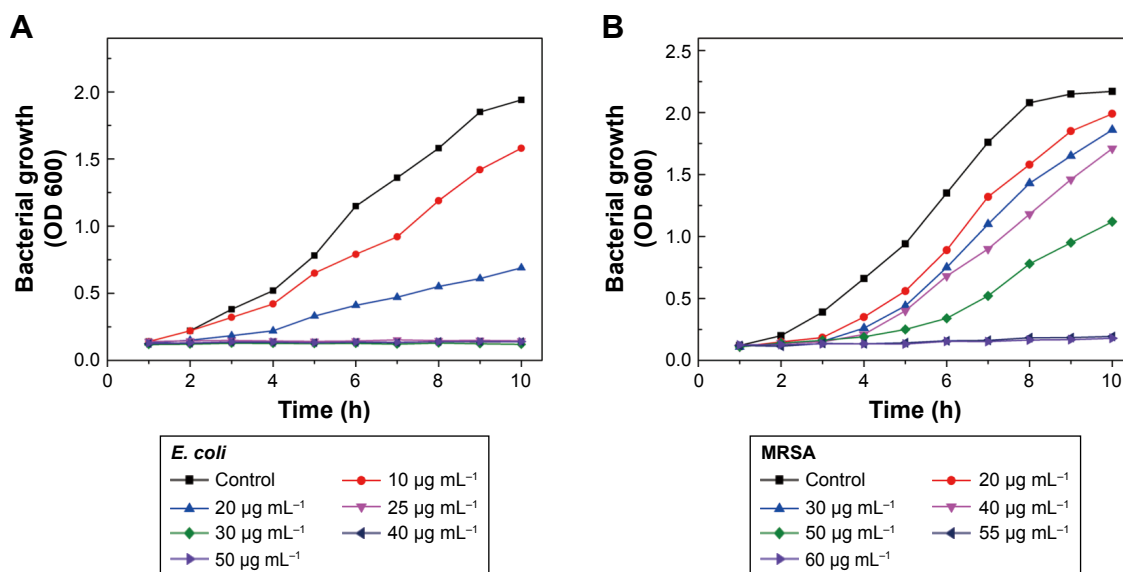 A
Bacterial growth
(OD 600)
2.0
1.5
1.0
0.5
0.0
0 2 4 6 8 10
Time (h)
E. coli
Control 10 µg mL⁻¹
20 µg mL⁻¹ 25 µg mL⁻¹
30 µg mL⁻¹ 40 µg mL⁻¹
50 µg mL⁻¹
B
Bacterial growth
(OD 600)
2.5
2.0
1.5
1.0
0.5
0.0
0 2 4 6 8 10
Time (h)
MRSA
Control 20 µg mL⁻¹
30 µg mL⁻¹ 40 µg mL⁻¹
50 µg mL⁻¹ 55 µg mL⁻¹
60 µg mL⁻¹